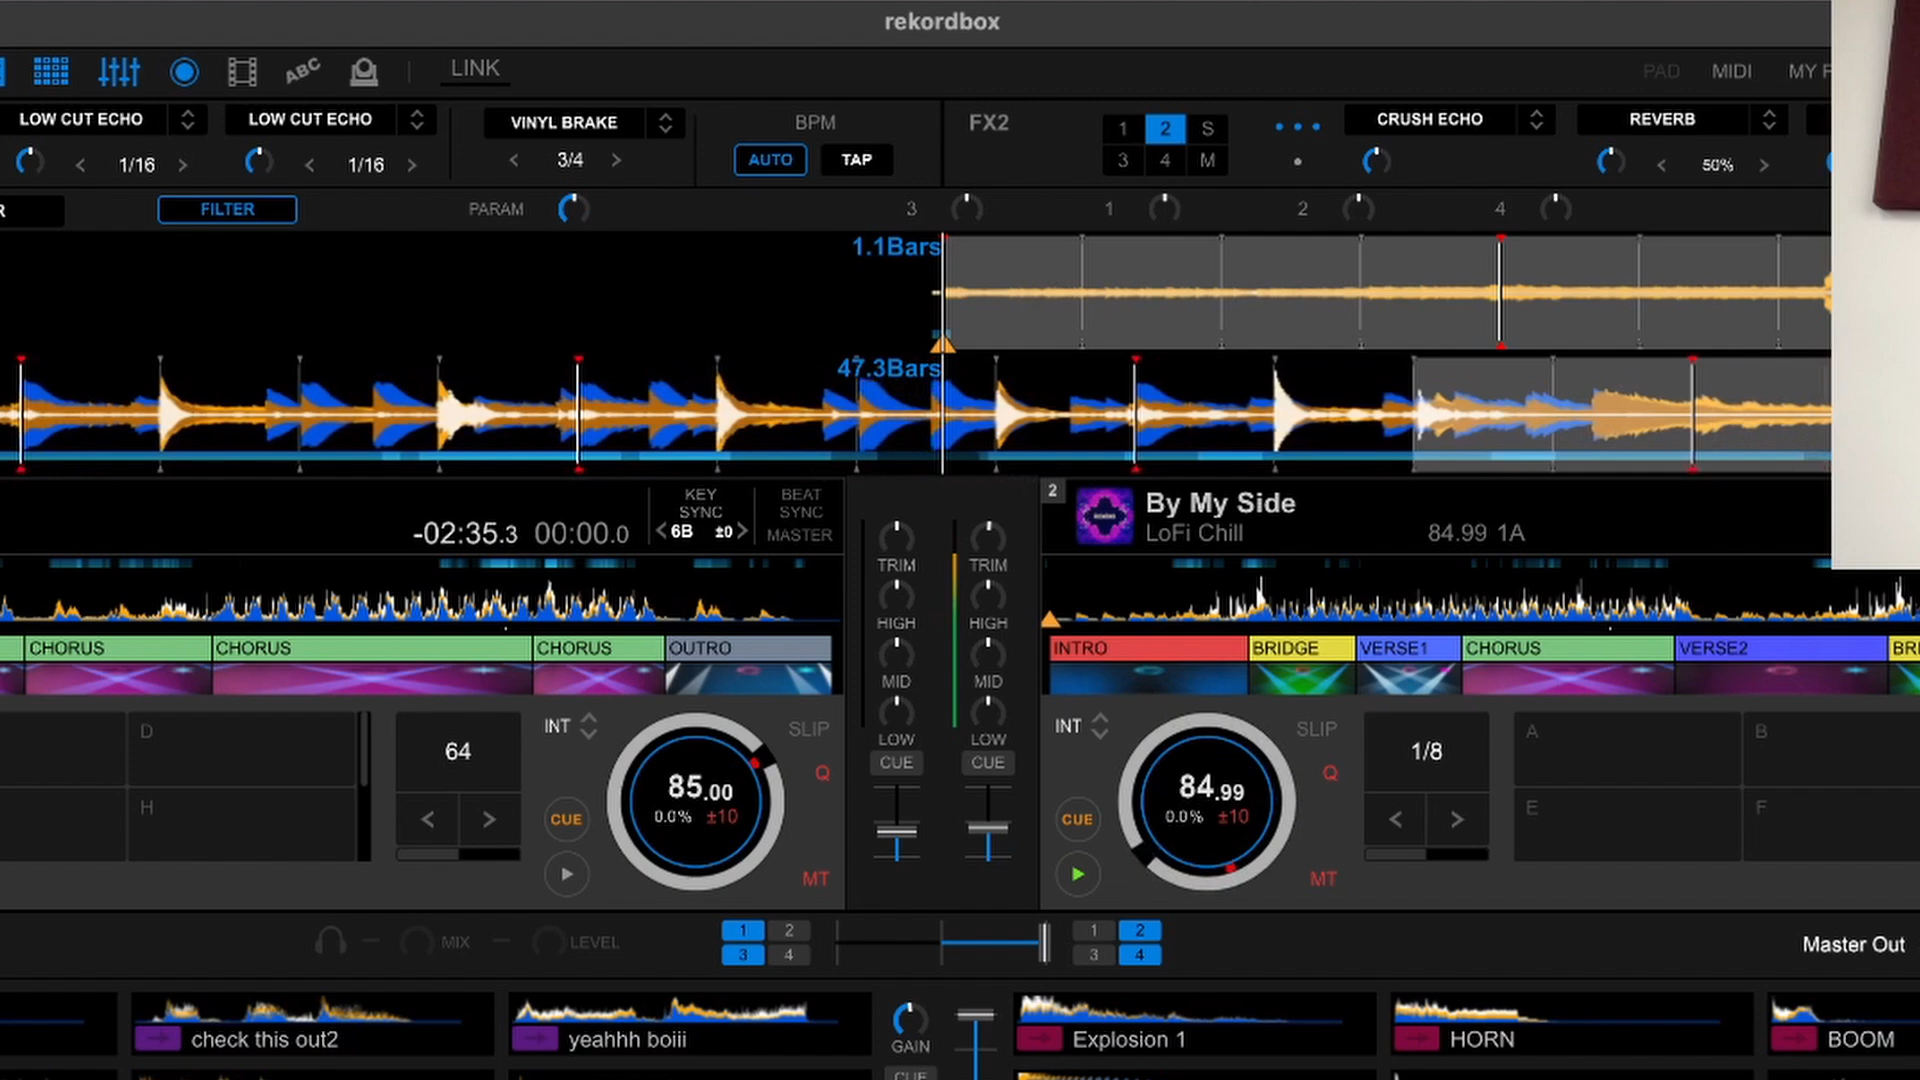 rekordbox
ABC
LINK
PAD MIDI MY
LOW CUT ECHO LOW CUT ECHO VINYL BRAKE BPM FX2 1 2 S CRUSH ECHO REVERB
1/16 1/16 3/4 AUTO TAP 3 4 M 50%
R FILTER PARAM 3 1 2 4
1.1Bars
47.3Bars
KEY SYNC BEAT SYNC
-02:35.3 00:00.0 6B ±0 MASTER
2 By My Side
LoFi Chill 84.99 1A
TRIM TRIM
HIGH HIGH
CHORUS CHORUS CHORUS OUTRO INTRO BRIDGE VERSE1 CHORUS VERSE2 BRI
MID MID
LOW LOW
CUE CUE
D 64 INT SLIP INT SLIP 1/8 A B
Q Q
85.00 84.99
0.0% ±10 0.0% ±10
H CUE CUE E F
MT MT
MIX LEVEL
1 2 1 2
3 4 3 4
Master Out
check this out2 yeahhh boiii GAIN Explosion 1 HORN BOOM
CUE